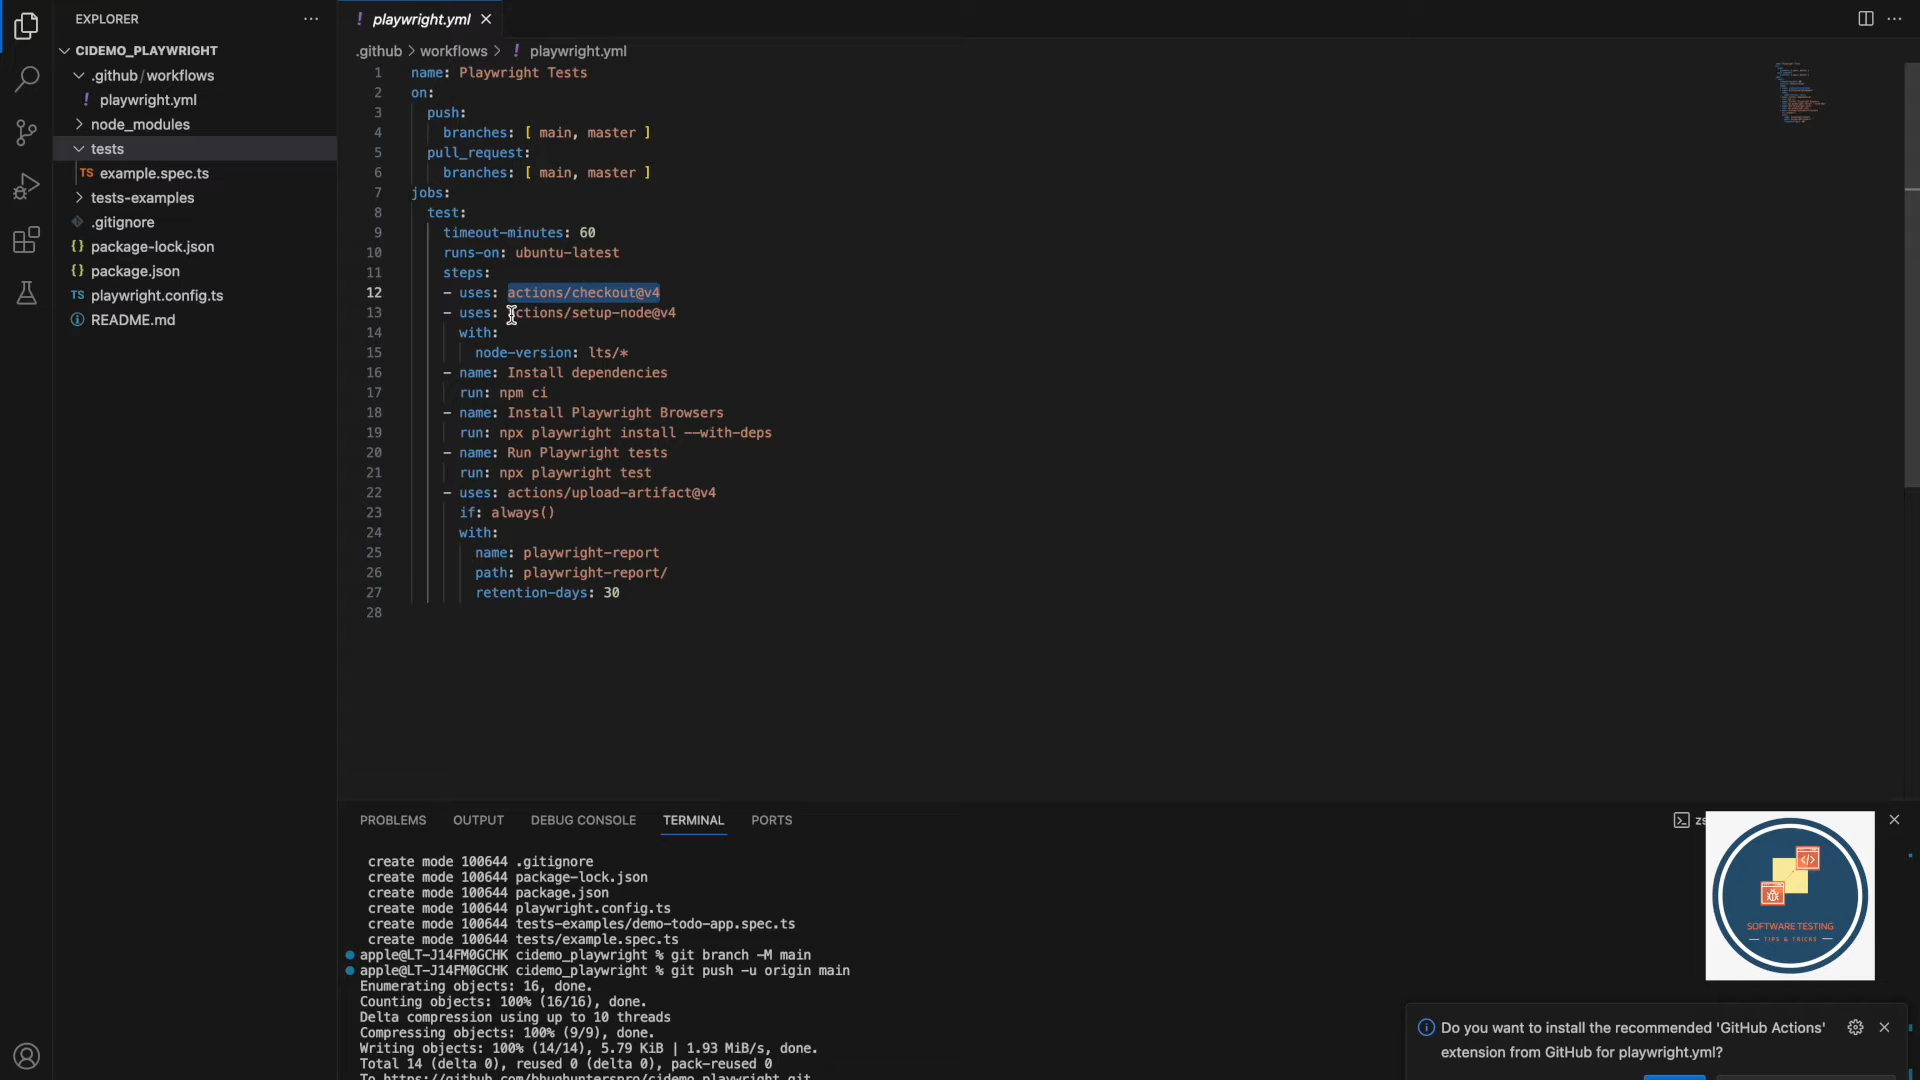 EXPLORER
CIDEMO_PLAYWRIGHT
.github/workflows
! playwright.yml
node_modules
tests
TS example.spec.ts
tests-examples
.gitignore
{} package-lock.json
{} package.json
TS playwright.config.ts
README.md
! playwright.yml
.github > workflows > ! playwright.yml
1 name: Playwright Tests
2 on:
3 push:
4 branches: [ main, master ]
5 pull_request:
6 branches: [ main, master ]
7 jobs:
8 test:
9 timeout-minutes: 60
10 runs-on: ubuntu-latest
11 steps:
12 - uses: actions/checkout@v4
13 - uses: actions/setup-node@v4
14 with:
15 node-version: lts/*
16 - name: Install dependencies
17 run: npm ci
18 - name: Install Playwright Browsers
19 run: npx playwright install --with-deps
20 - name: Run Playwright tests
21 run: npx playwright test
22 - uses: actions/upload-artifact@v4
23 if: always()
24 with:
25 name: playwright-report
26 path: playwright-report/
27 retention-days: 30
28
PROBLEMS OUTPUT DEBUG CONSOLE TERMINAL PORTS
create mode 100644 .gitignore
create mode 100644 package-lock.json
create mode 100644 package.json
create mode 100644 playwright.config.ts
create mode 100644 tests-examples/demo-todo-app.spec.ts
create mode 100644 tests/example.spec.ts
apple@LT-J14FM0GCHK cidemo_playwright % git branch -M main
apple@LT-J14FM0GCHK cidemo_playwright % git push -u origin main
Enumerating objects: 16, done.
Counting objects: 100% (16/16), done.
Delta compression using up to 10 threads
Compressing objects: 100% (9/9), done.
Writing objects: 100% (14/14), 5.79 KiB | 1.93 MiB/s, done.
Total 14 (delta 0), reused 0 (delta 0), pack-reused 0
SOFTWARE TESTING
TIPS & TRICKS
Do you want to install the recommended 'GitHub Actions'
extension from GitHub for playwright.yml?